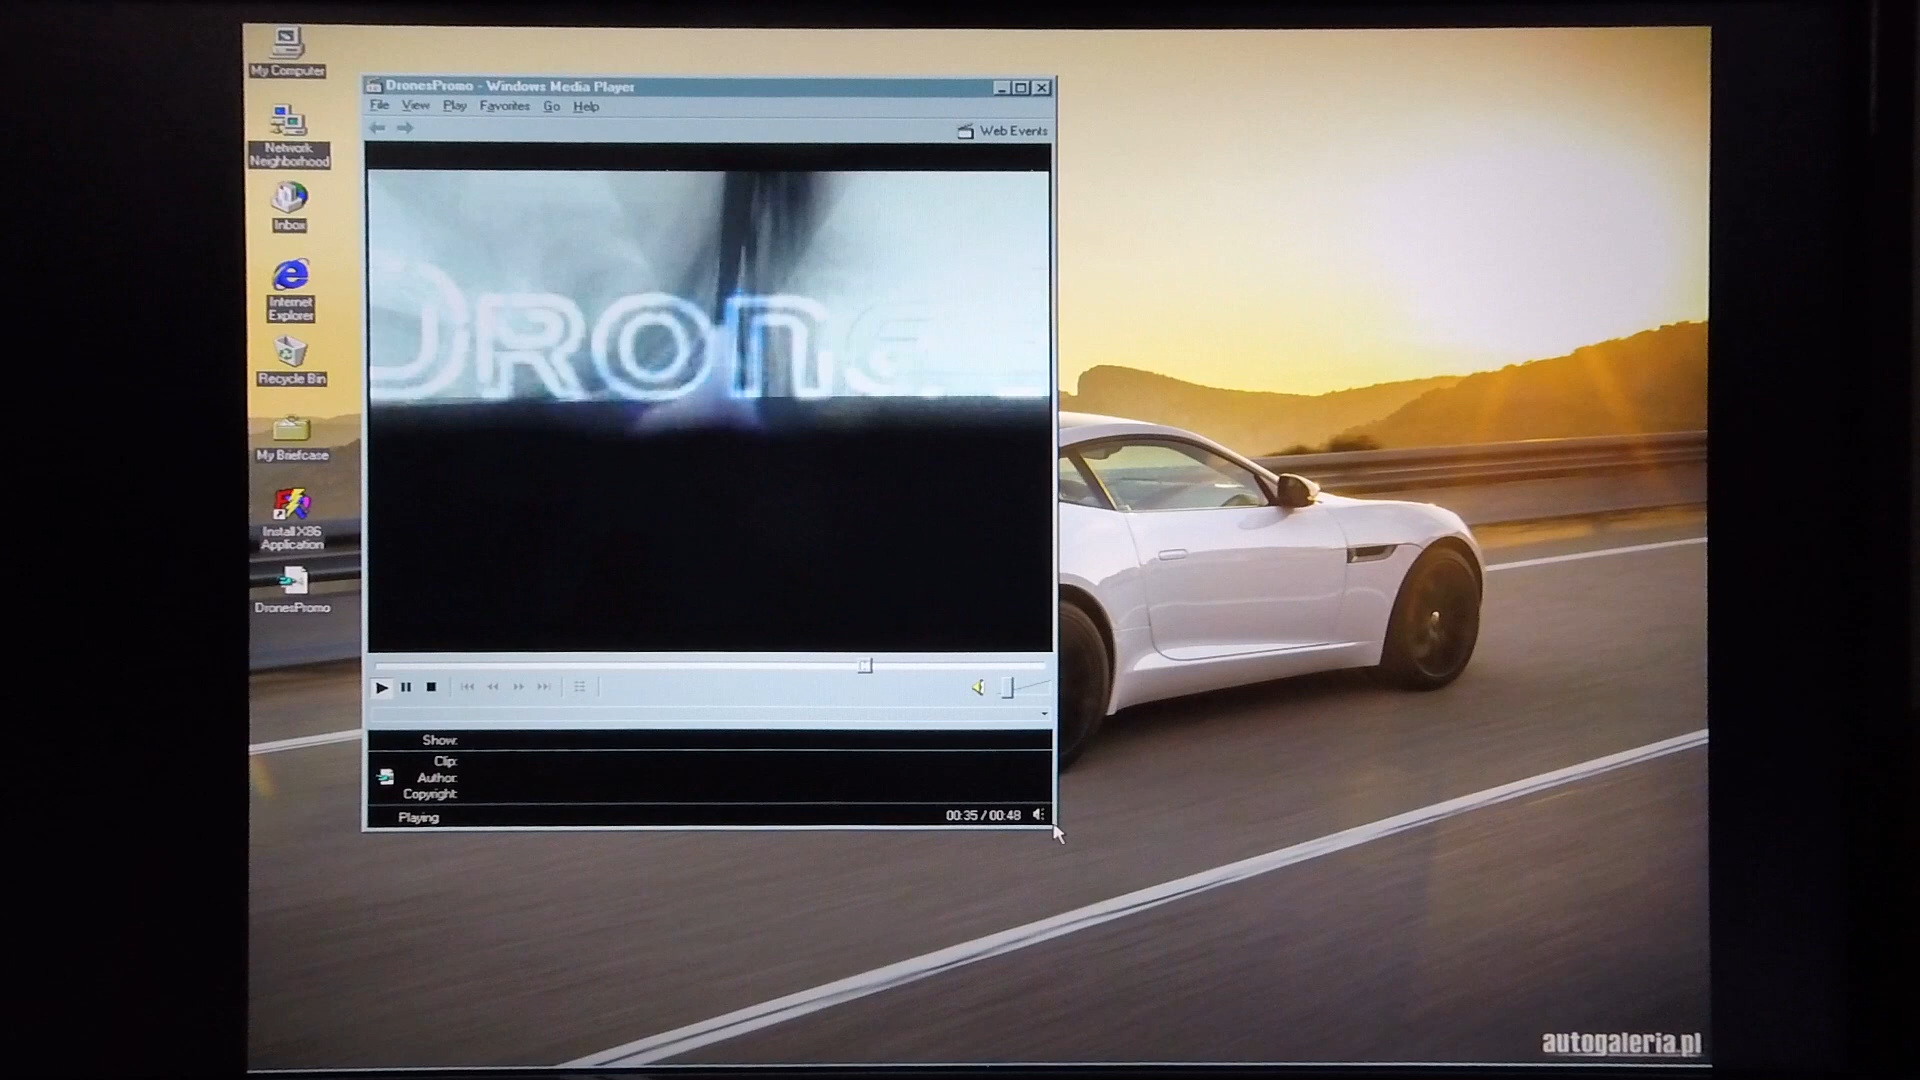 My Computer
Network
Neighborhood
Inbox
Internet
Explorer
Recycle Bin
My Briefcase
Install X86
Application
DronesPromo
DronesPromo - Windows Media Player
File View Play Favorites Go Help
Web Events
Drone
Show:
Clip:
Author:
Copyright:
Playing
00:35 / 00:48
autogaleria.pl